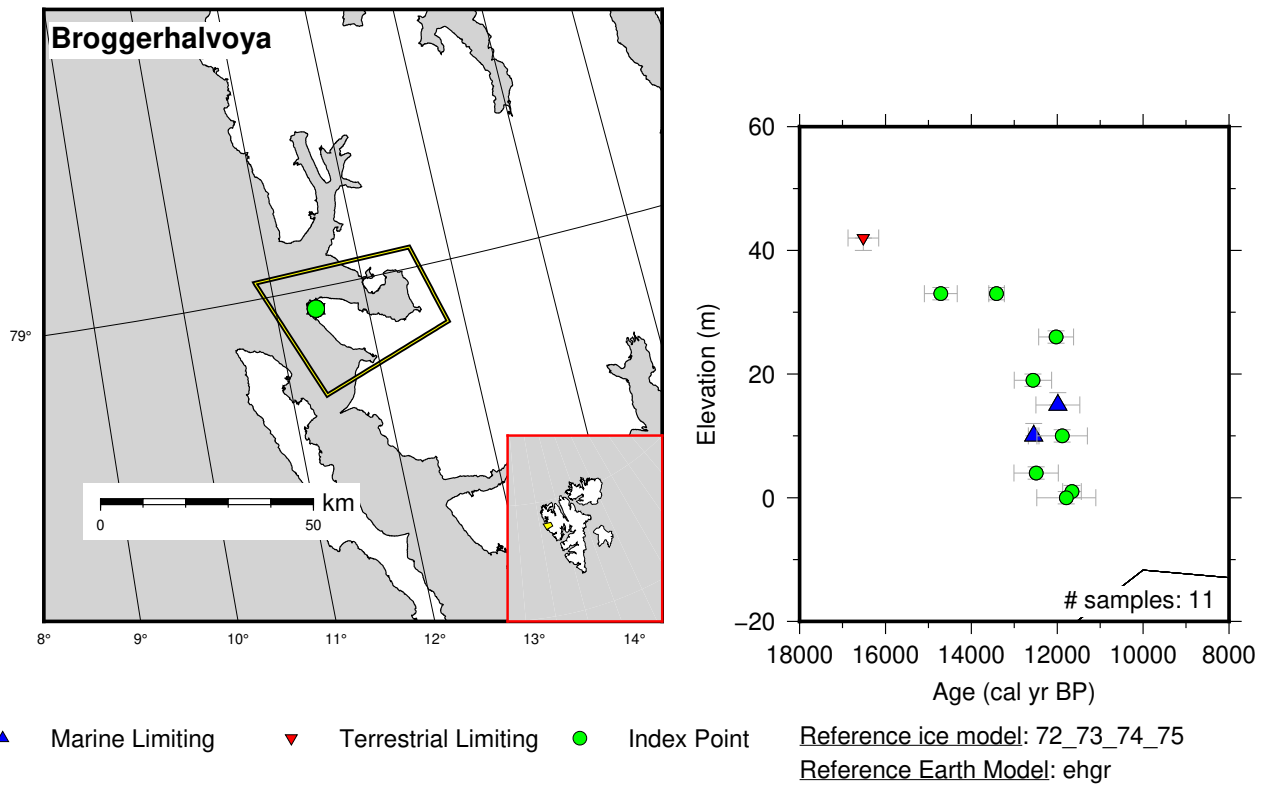 Broggerhalvoya
79°
km
0 50
8° 9° 10° 11° 12° 13° 14°
60
40
20
0
−20
Elevation (m)
# samples: 11
18000 16000 14000 12000 10000 8000
Age (cal yr BP)
Marine Limiting Terrestrial Limiting Index Point
Reference ice model: 72_73_74_75
Reference Earth Model: ehgr